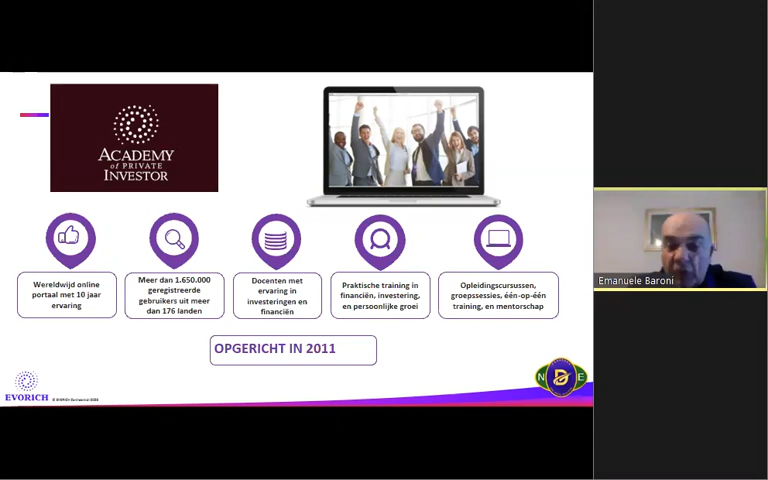 ACADEMY
of PRIVATE
INVESTOR
Wereldwijd online
portaal met 10 jaar
ervaring
Meer dan 1.650.000
geregistreerde
gebruikers uit meer
dan 176 landen
Docenten met
ervaring in
investeringen en
financiën
Praktische training in
financiën, investering,
en persoonlijke groei
Opleidingscursussen,
groepssessies, één-op-één
training, en mentorschap
OPGERICHT IN 2011
EVORICH
N
D
E
Emanuele Baroni